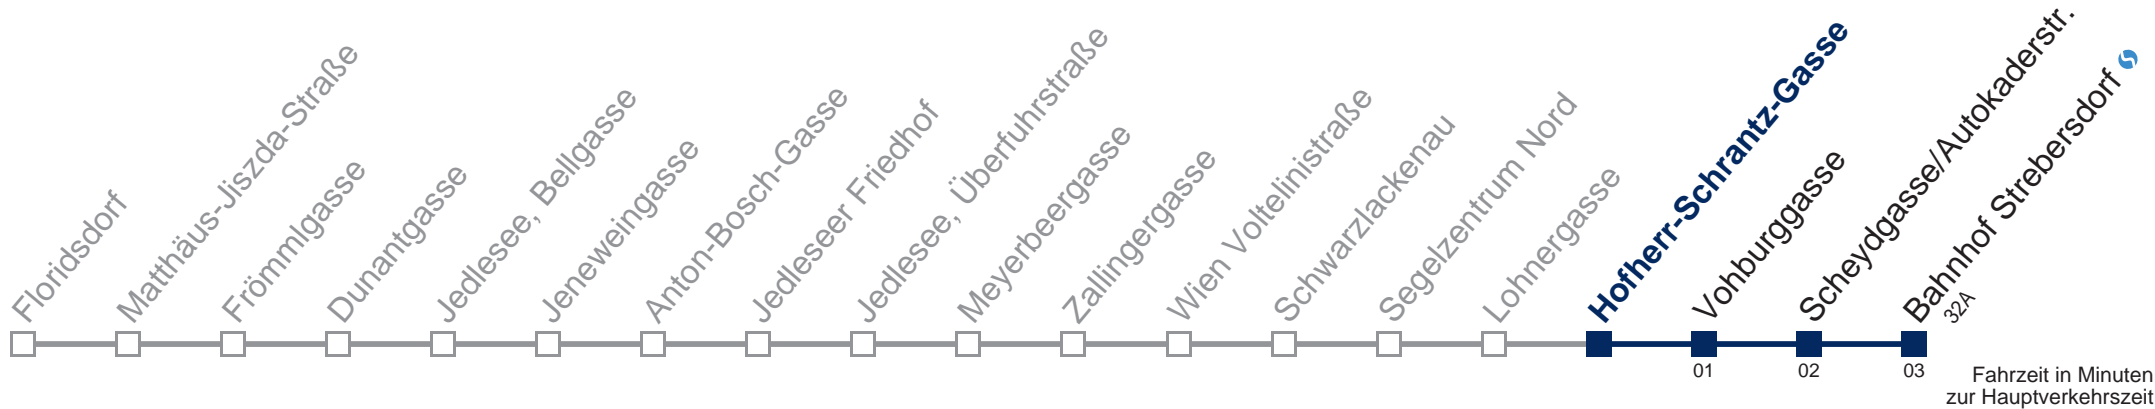 Floridsdorf
Matthäus-Jiszda-Straße
Frömmlgasse
Dunantgasse
Jedlesee, Bellgasse
Jeneweingasse
Anton-Bosch-Gasse
Jedleseer Friedhof
Jedlesee, Überfuhrstraße
Meyerbeergasse
Zallingergasse
Wien Voltelinistraße
Schwarzlackenau
Segelzentrum Nord
Lohnergasse
Hofherr-Schrantz-Gasse
Vohburggasse
Scheydgasse/Autokaderstr.
Bahnhof Strebersdorf
32A
01
02
03
Fahrzeit in Minuten
zur Hauptverkehrszeit